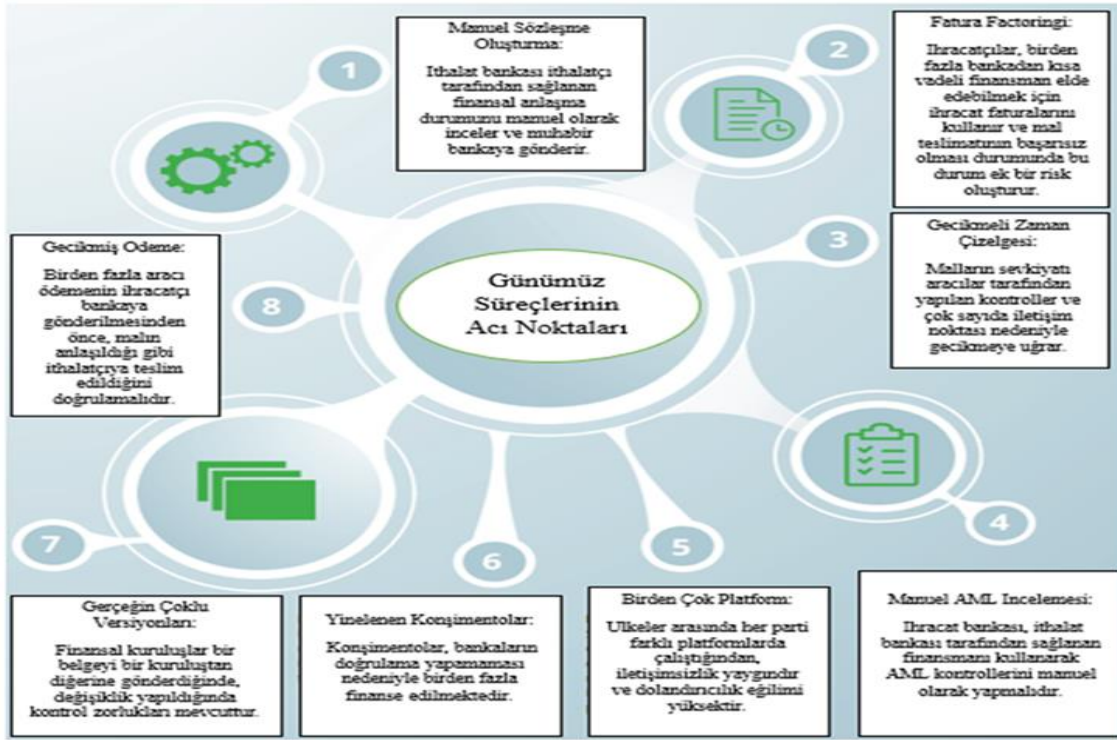 1
Manuel Sözleşme
Oluşturma:
Ithalat bankası ithalatçı
tarafından sağlanan
finansal anlaşma
durumunu manuel olarak
inceler ve muhabir
bankaya gönderir.
2
Fatura Factoringi:
Ihracatçılar, birden
fazla bankadan kısa
vadeli finansman elde
edebilmek için
ihracat faturalarını
kullanır ve mal
teslimatının başarısız
olması durumunda bu
durum ek bir risk
oluşturur.
3
Gecikmeli Zaman
Çizelgesi:
Malların sevkiyatı
aracılar tarafından
yapılan kontroller ve
çok sayıda iletişim
noktası nedeniyle
gecikmeye uğrar.
Günümüz
Süreçlerinin
Acı Noktaları
Gecikmiş Odeme:
Birden fazla aracı
ödemenin ihracatçı
bankaya
gönderilmesinden
önce, malın
anlaşıldığı gibi
ithalatçıya teslim
edildiğini
doğrulamalıdır.
8
7
6
5
4
Gerçeğin Çoklu
Versiyonları:
Finansal kuruluşlar bir
belgeyi bir kuruluştan
diğerine gönderdiğinde,
değişiklik yapıldığında
kontrol zorlukları mevcuttur.
Yinelenen Konşimentolar:
Konşimentolar, bankaların
doğrulama yapamaması
nedeniyle birden fazla
finanse edilmektedir.
Birden Çok Platform:
Ulkeler arasında her parti
farklı platformlarda
çalıştığından,
iletişimsizlik yaygındır
ve dolandırıcılık eğilimi
yüksektir.
Manuel AML Incelemesi:
Ihracat bankası, ithalat
bankası tarafından sağlanan
finansmanı kullanarak
AML kontrollerini manuel
olarak yapmalıdır.